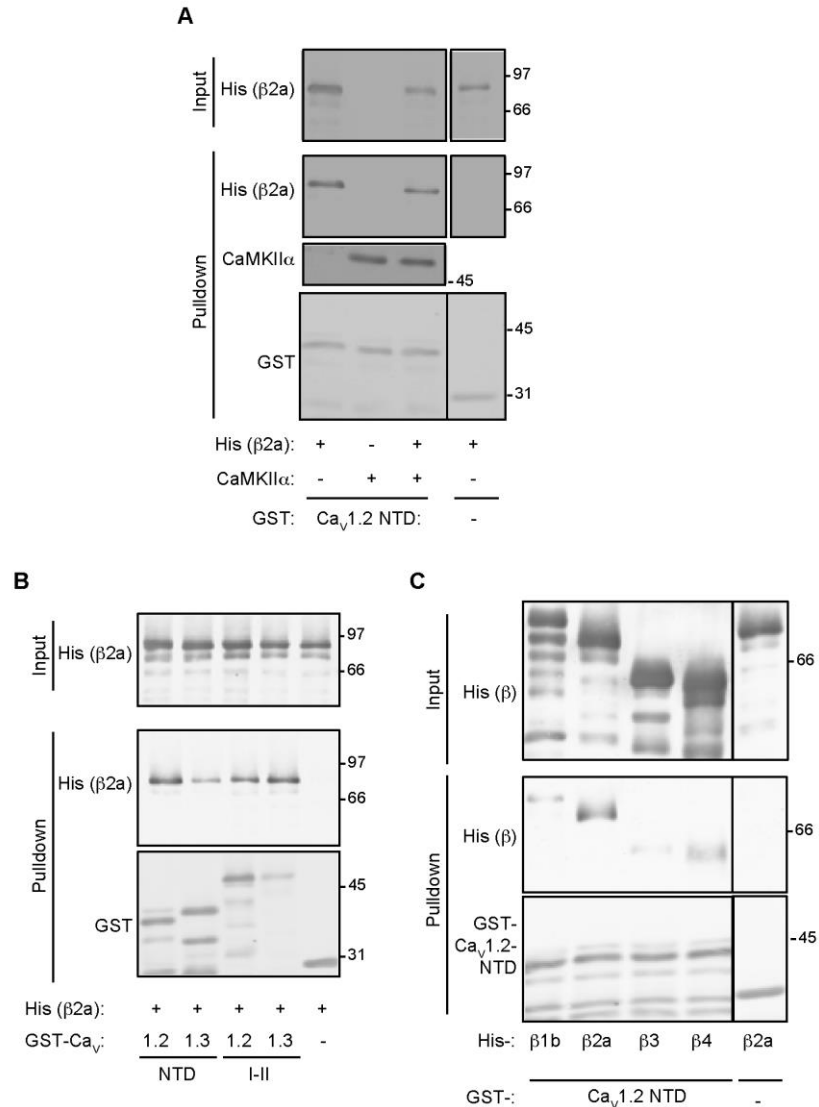 A
Input
His (β2a)
97
66
Pulldown
His (β2a)
97
66
CaMKIIα
45
GST
45
31
His (β2a): + - + +
CaMKIIα: - + + -
GST: CaV1.2 NTD: -
B
Input
His (β2a)
97
66
Pulldown
His (β2a)
97
66
GST
45
31
His (β2a): + + + + +
GST-CaV: 1.2 1.3 1.2 1.3 -
NTD I-II
C
Input
His (β)
66
Pulldown
His (β)
66
GST-
CaV1.2-
NTD
45
His-: β1b β2a β3 β4 β2a
GST-: CaV1.2 NTD -